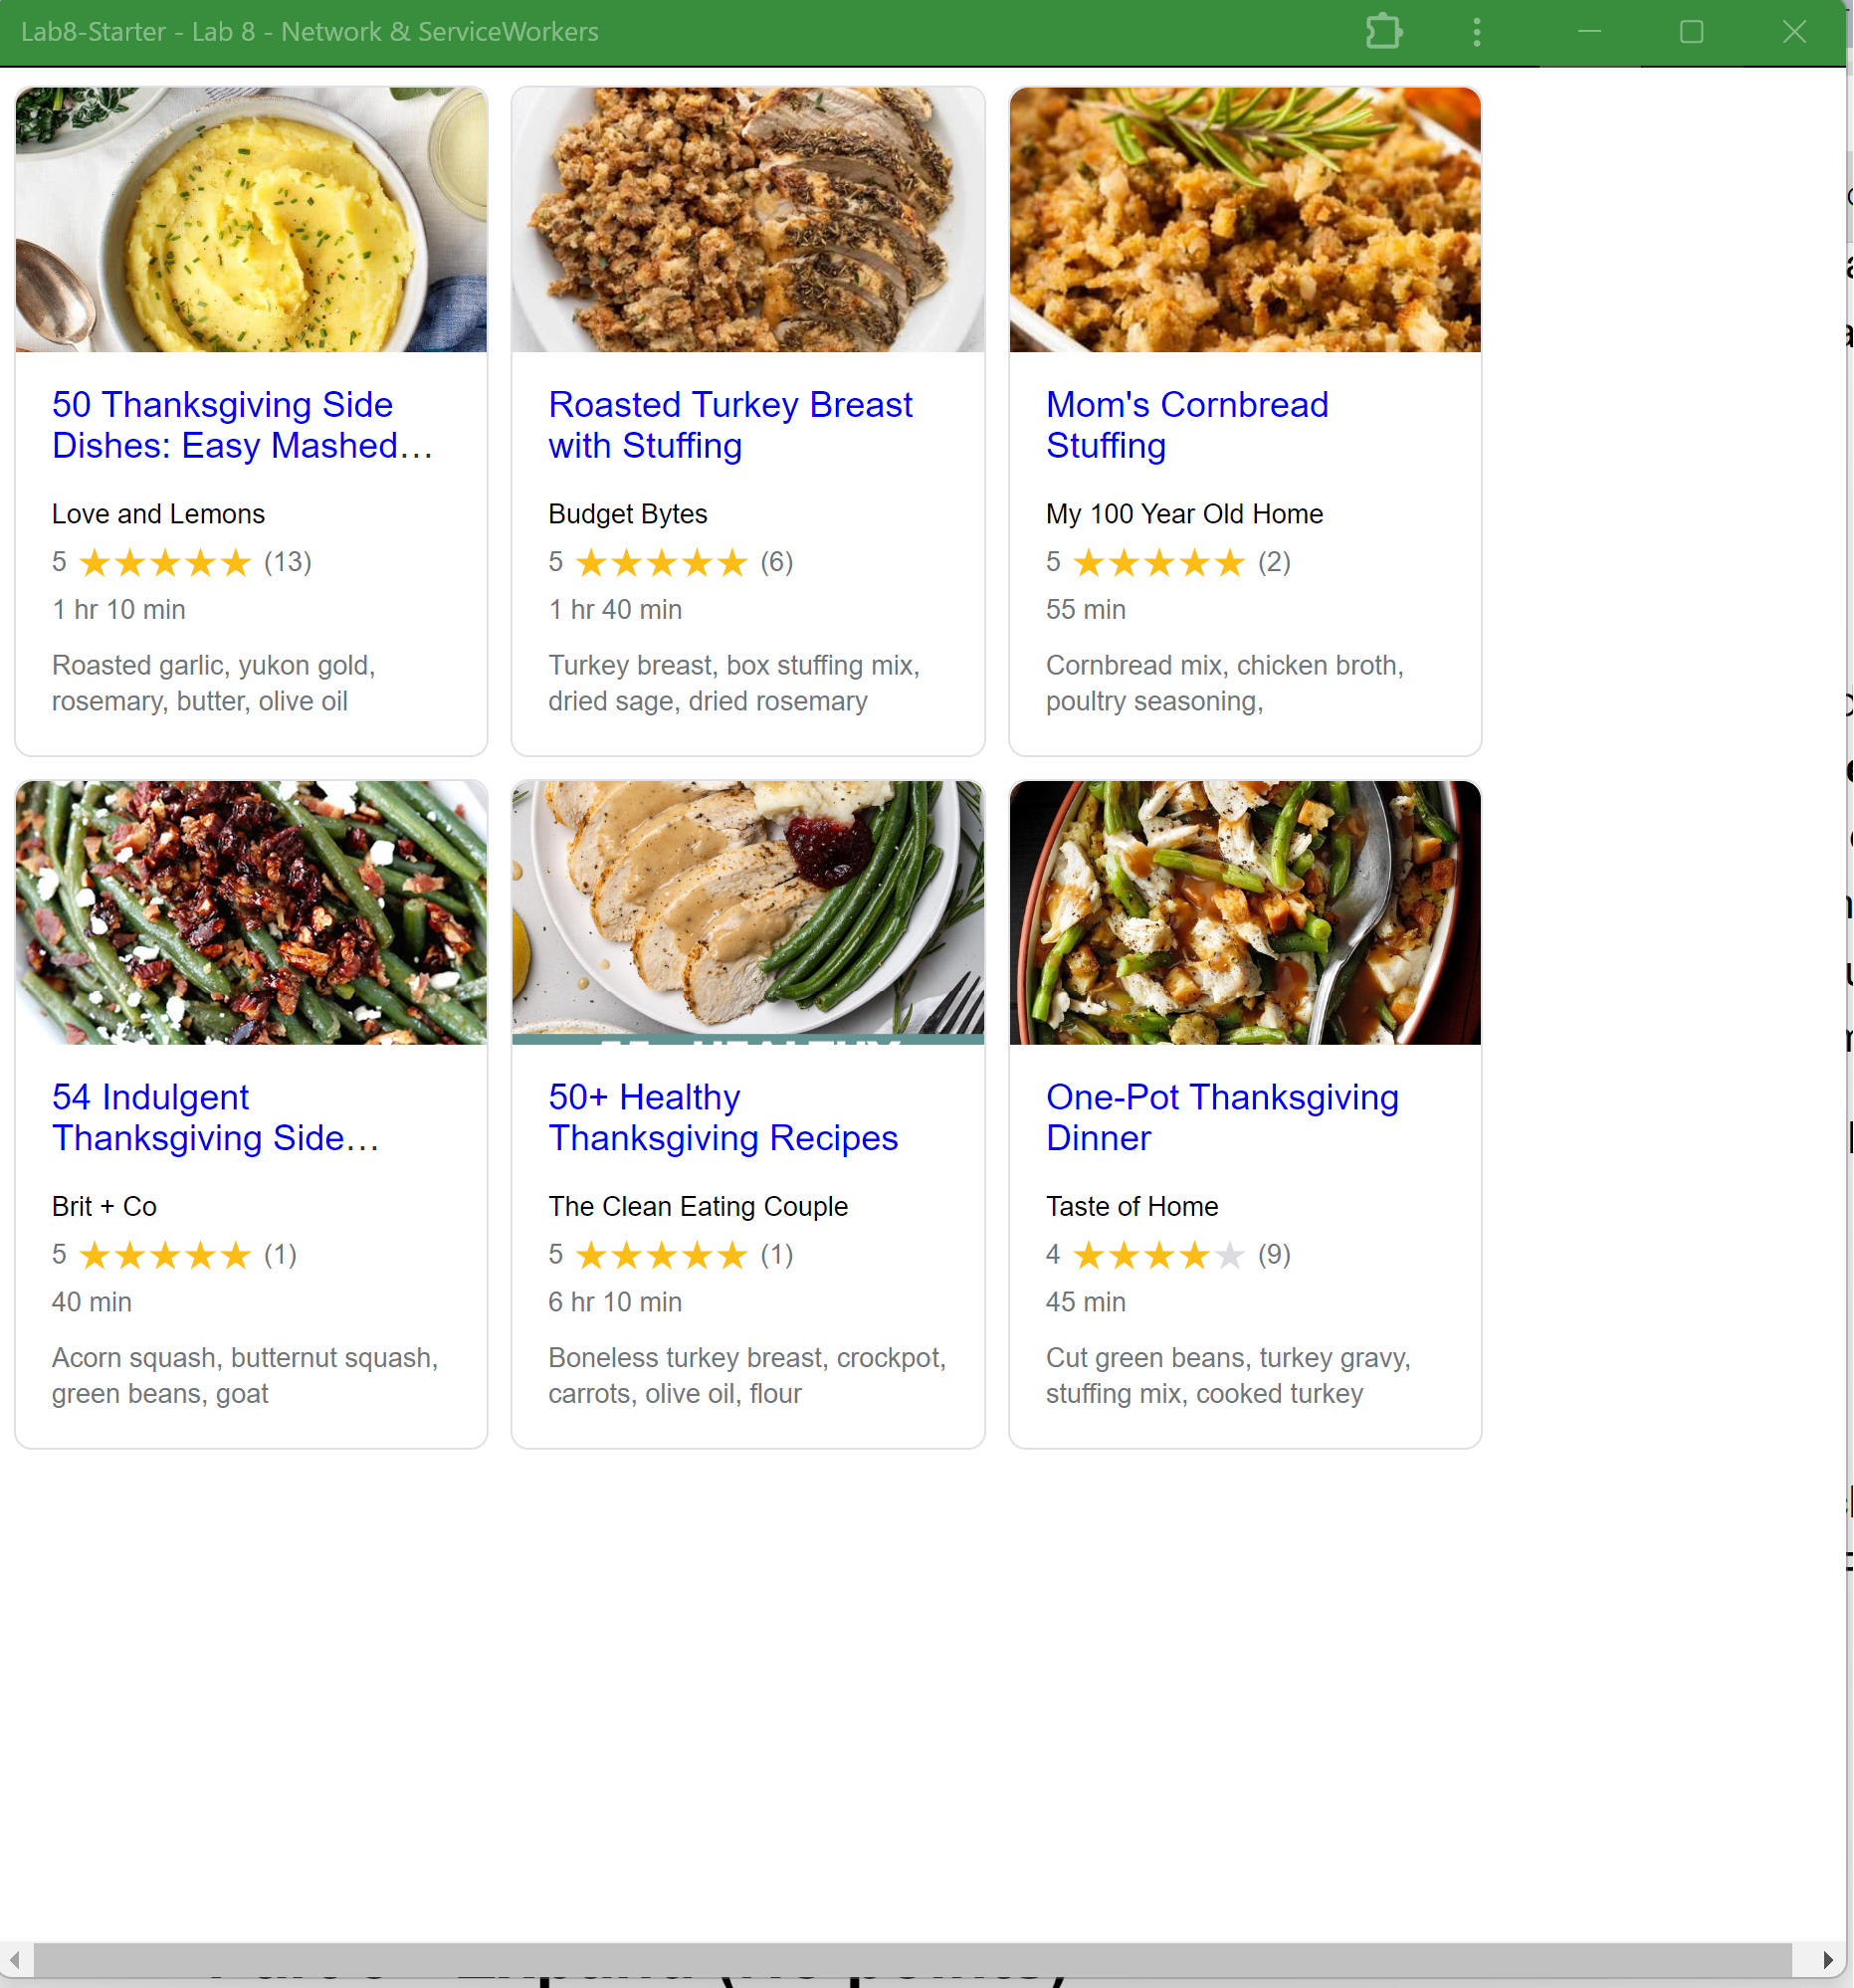 Lab8-Starter - Lab 8 - Network & ServiceWorkers
50 Thanksgiving Side
Dishes: Easy Mashed...
Love and Lemons
5 ★★★★★ (13)
1 hr 10 min
Roasted garlic, yukon gold,
rosemary, butter, olive oil
Roasted Turkey Breast
with Stuffing
Budget Bytes
5 ★★★★★ (6)
1 hr 40 min
Turkey breast, box stuffing mix,
dried sage, dried rosemary
Mom's Cornbread
Stuffing
My 100 Year Old Home
5 ★★★★★ (2)
55 min
Cornbread mix, chicken broth,
poultry seasoning,
54 Indulgent
Thanksgiving Side...
Brit + Co
5 ★★★★★ (1)
40 min
Acorn squash, butternut squash,
green beans, goat
50+ Healthy
Thanksgiving Recipes
The Clean Eating Couple
5 ★★★★★ (1)
6 hr 10 min
Boneless turkey breast, crockpot,
carrots, olive oil, flour
One-Pot Thanksgiving
Dinner
Taste of Home
4 ★★★★★ (9)
45 min
Cut green beans, turkey gravy,
stuffing mix, cooked turkey